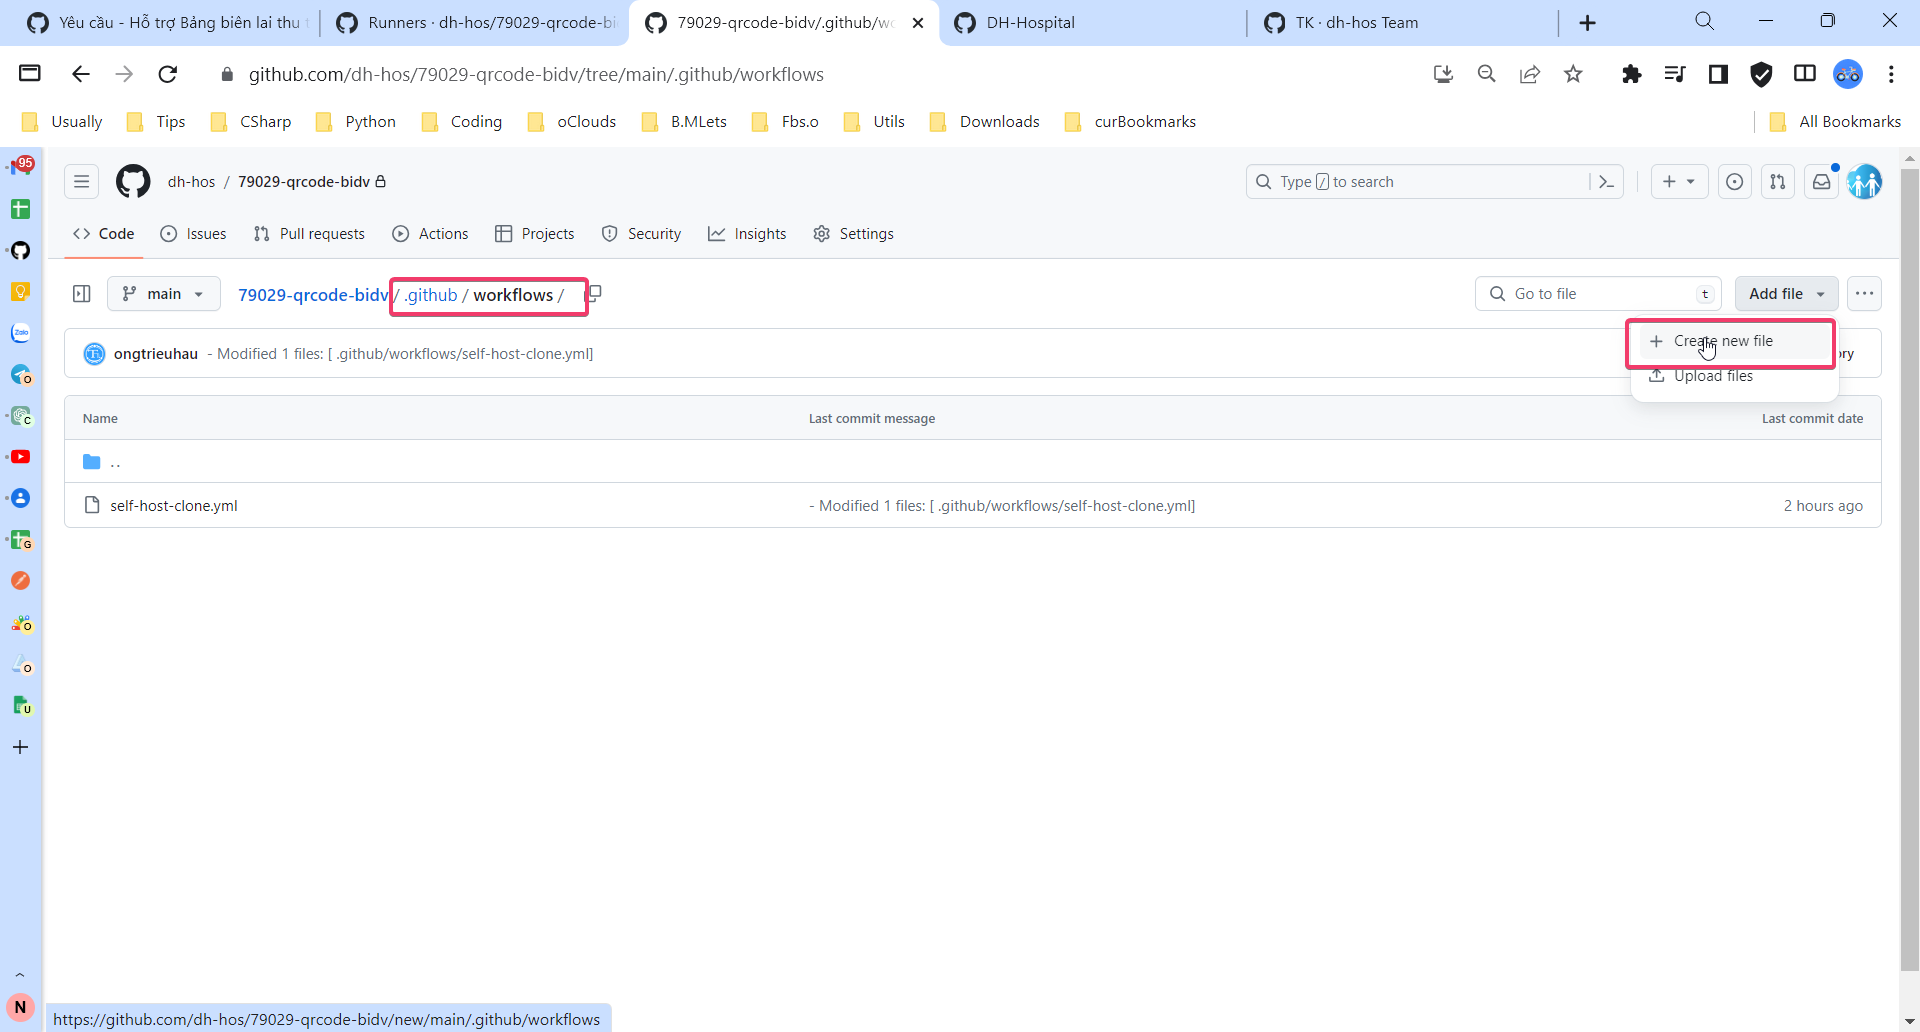 Yêu cầu - Hỗ trợ Bảng biên lai thu
Runners · dh-hos/79029-qrcode-bi
79029-qrcode-bidv/.github/wo
DH-Hospital
TK · dh-hos Team
github.com/dh-hos/79029-qrcode-bidv/tree/main/.github/workflows
Usually
Tips
CSharp
Python
Coding
oClouds
B.MLets
Fbs.o
Utils
Downloads
curBookmarks
All Bookmarks
95
dh-hos / 79029-qrcode-bidv
Type / to search
Code
Issues
Pull requests
Actions
Projects
Security
Insights
Settings
main
79029-qrcode-bidv / .github / workflows /
Go to file
t
Add file
Create new file
Upload files
ongtrieuhau - Modified 1 files: [ .github/workflows/self-host-clone.yml]
ory
Name
Last commit message
Last commit date
..
self-host-clone.yml
- Modified 1 files: [ .github/workflows/self-host-clone.yml]
2 hours ago
Zalo
O
C
G
O
O
U
N
https://github.com/dh-hos/79029-qrcode-bidv/new/main/.github/workflows